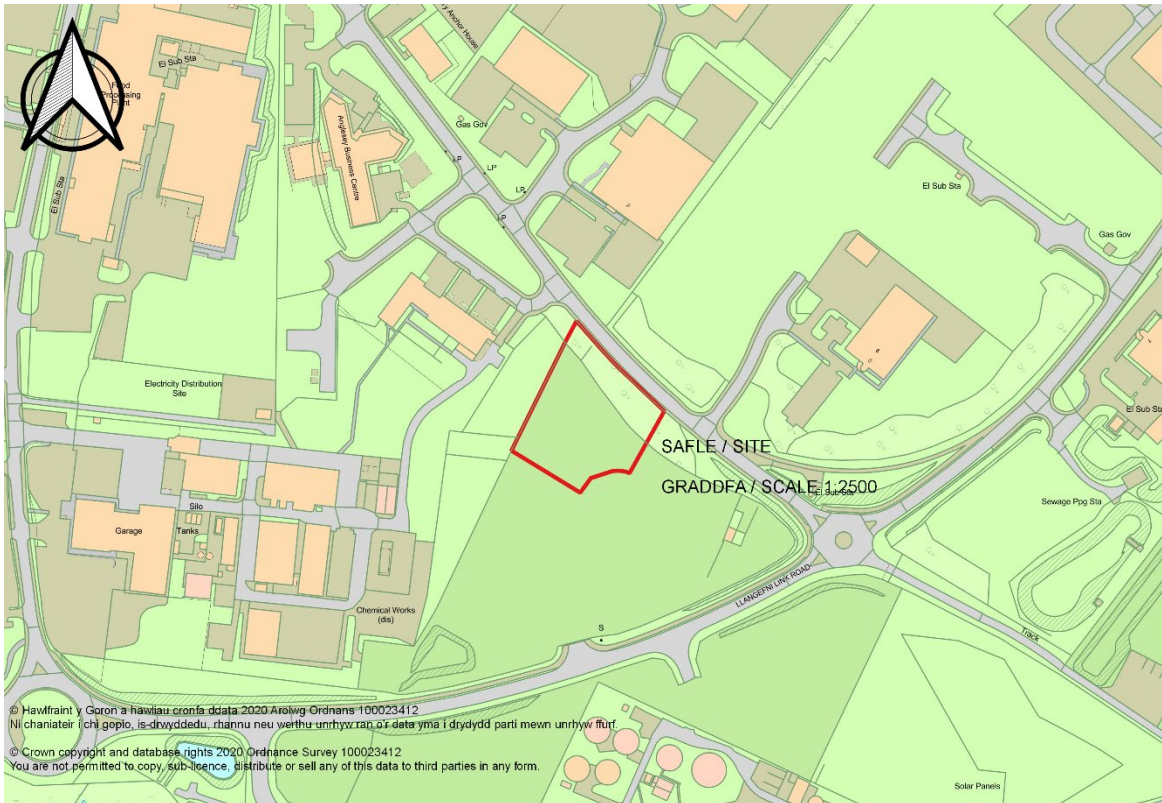 El Sub Sta
Food
Processing
Plant
El Sub Sta
Anchor House
Gas Gov
Anglesey Business Centre
LP
LP
LP
LP
El Sub Sta
Gas Gov
Electricity Distribution
Site
SAFLE / SITE
GRADDFA / SCALE 1:2500
El Sub Sta
El Sub Sta
Sewage Ppg Sta
Silo
Garage
Tanks
LLANGEFNI LINK ROAD
Chemical Works
(dis)
S
Track
© Hawlfraint y Goron a hawliau cronfa ddata 2020 Arolwg Ordnans 100023412
Ni chaniateir i chi gopio, is-drwyddedu, rhannu neu werthu unrhyw ran o'r data yma i drydydd parti mewn unrhyw ffurf.
© Crown copyright and database rights 2020 Ordnance Survey 100023412
You are not permitted to copy, sub-licence, distribute or sell any of this data to third parties in any form.
Solar Panels